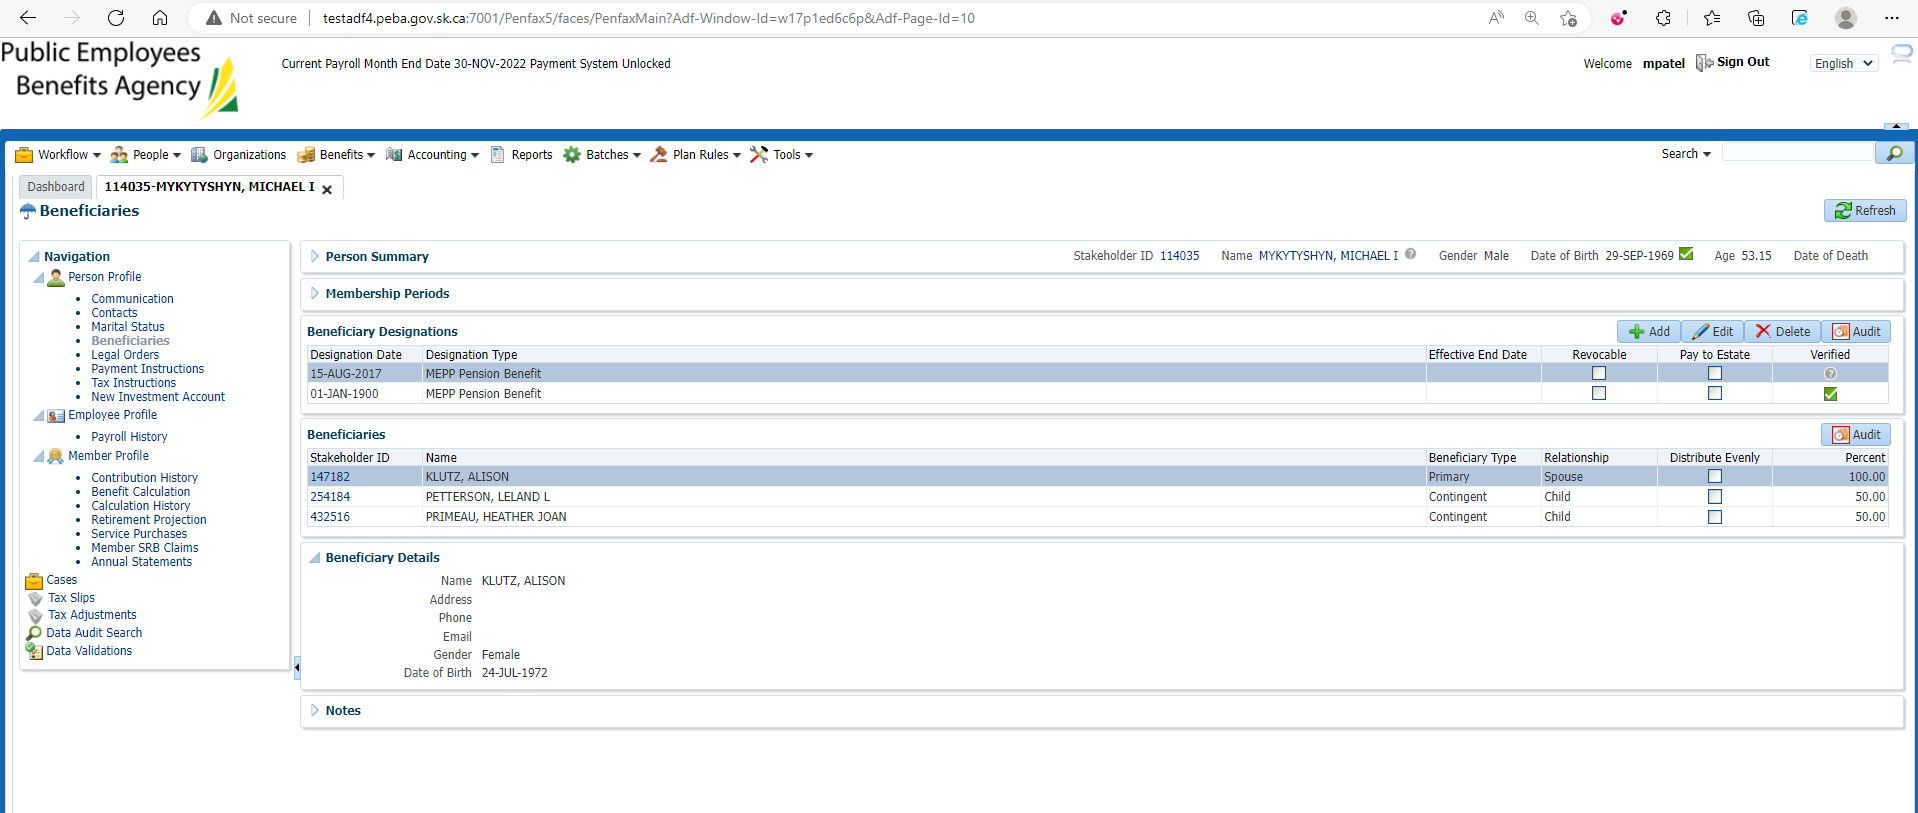 Not secure testadf4.peba.gov.sk.ca:7001/Penfax5/faces/PenfaxMain?Adf-Window-Id=w17p1ed6c6p&Adf-Page-Id=10
Public Employees
Benefits Agency
Current Payroll Month End Date 30-NOV-2022 Payment System Unlocked
Welcome mpatel Sign Out English
Workflow People Organizations Benefits Accounting Reports Batches Plan Rules Tools Search
Dashboard 114035-MYKYTYSHYN, MICHAEL I
Beneficiaries Refresh
Navigation
Person Profile
Communication
Contacts
Marital Status
Beneficiaries
Legal Orders
Payment Instructions
Tax Instructions
New Investment Account
Employee Profile
Payroll History
Member Profile
Contribution History
Benefit Calculation
Calculation History
Retirement Projection
Service Purchases
Member SRB Claims
Annual Statements
Cases
Tax Slips
Tax Adjustments
Data Audit Search
Data Validations
Person Summary Stakeholder ID 114035 Name MYKYTYSHYN, MICHAEL I Gender Male Date of Birth 29-SEP-1969 Age 53.15 Date of Death
Membership Periods
Beneficiary Designations Add Edit Delete Audit
Designation Date Designation Type Effective End Date Revocable Pay to Estate Verified
15-AUG-2017 MEPP Pension Benefit
01-JAN-1900 MEPP Pension Benefit
Beneficiaries Audit
Stakeholder ID Name Beneficiary Type Relationship Distribute Evenly Percent
147182 KLUTZ, ALISON Primary Spouse 100.00
254184 PETTERSON, LELAND L Contingent Child 50.00
432516 PRIMEAU, HEATHER JOAN Contingent Child 50.00
Beneficiary Details
Name KLUTZ, ALISON
Address
Phone
Email
Gender Female
Date of Birth 24-JUL-1972
Notes